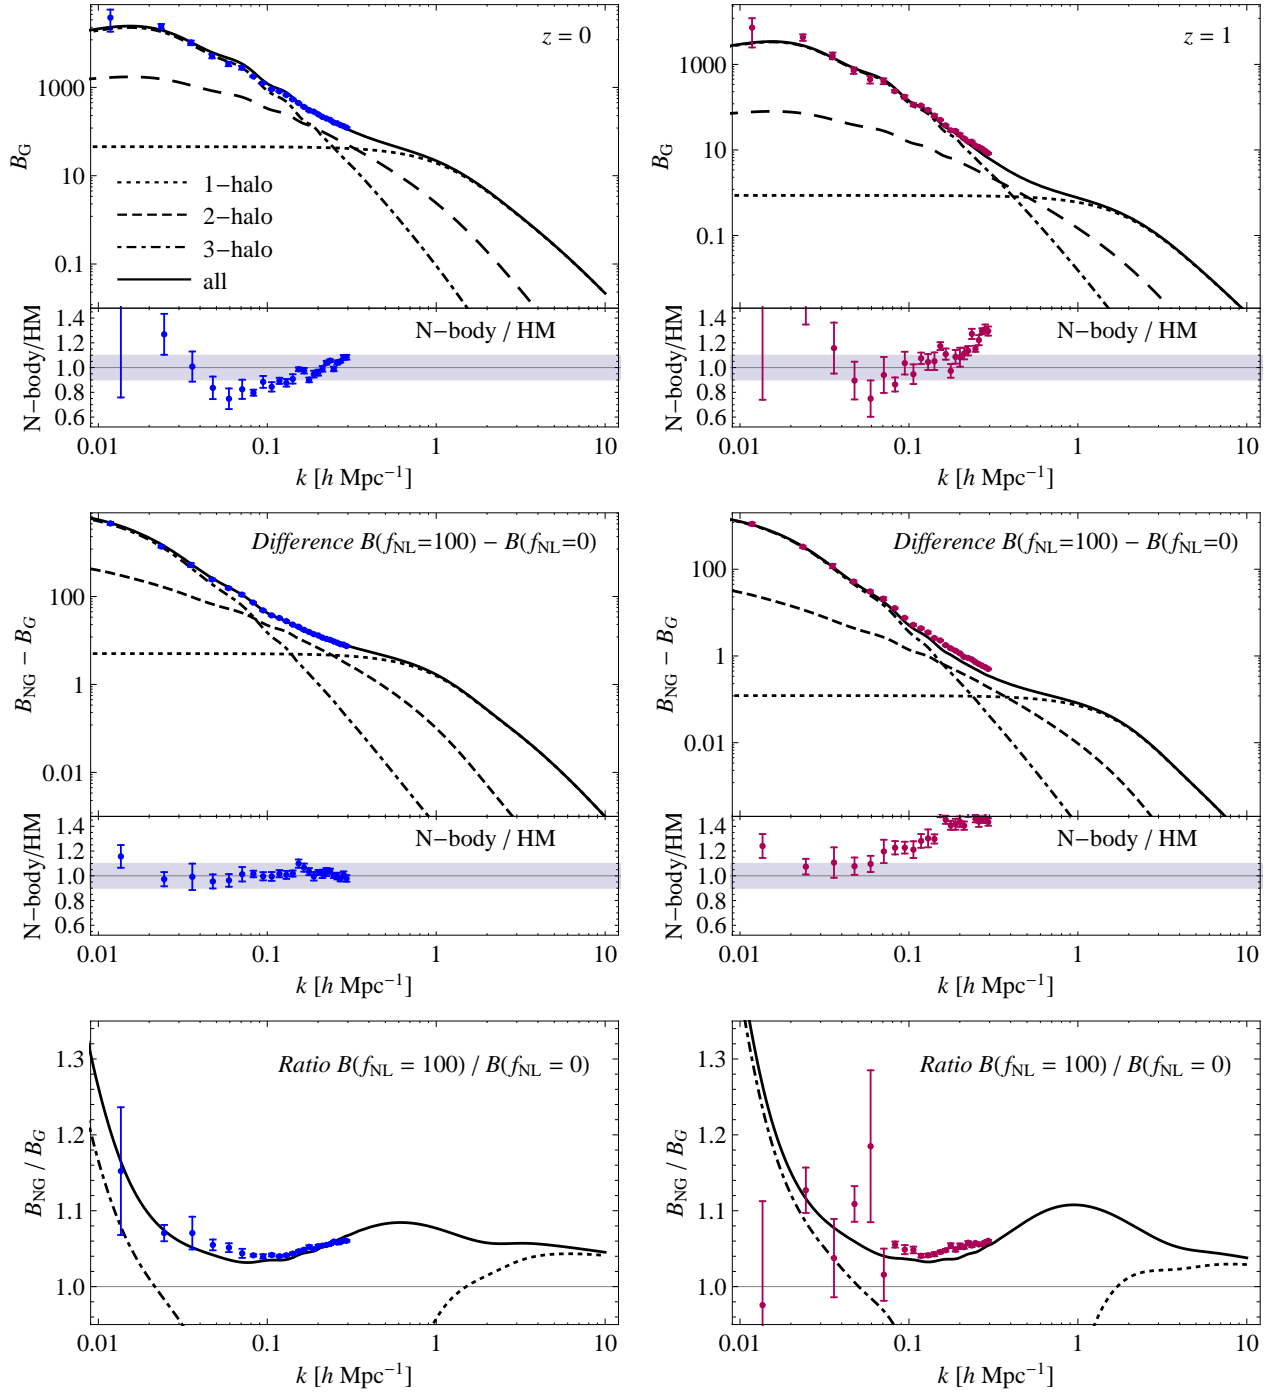 z = 0
1000
10
0.1
B_G
1−halo
2−halo
3−halo
all
N−body / HM
1.4
1.2
1.0
0.8
0.6
N−body/HM
0.01 0.1 1 10
k [h Mpc⁻¹]
z = 1
1000
10
0.1
B_G
N−body / HM
1.4
1.2
1.0
0.8
0.6
N−body/HM
0.01 0.1 1 10
k [h Mpc⁻¹]
Difference B(f_NL=100) − B(f_NL=0)
100
1
0.01
B_NG − B_G
N−body / HM
1.4
1.2
1.0
0.8
0.6
N−body/HM
0.01 0.1 1 10
k [h Mpc⁻¹]
Difference B(f_NL=100) − B(f_NL=0)
100
1
0.01
B_NG − B_G
N−body / HM
1.4
1.2
1.0
0.8
0.6
N−body/HM
0.01 0.1 1 10
k [h Mpc⁻¹]
Ratio B(f_NL = 100) / B(f_NL = 0)
1.3
1.2
1.1
1.0
B_NG / B_G
0.01 0.1 1 10
k [h Mpc⁻¹]
Ratio B(f_NL = 100) / B(f_NL = 0)
1.3
1.2
1.1
1.0
B_NG / B_G
0.01 0.1 1 10
k [h Mpc⁻¹]